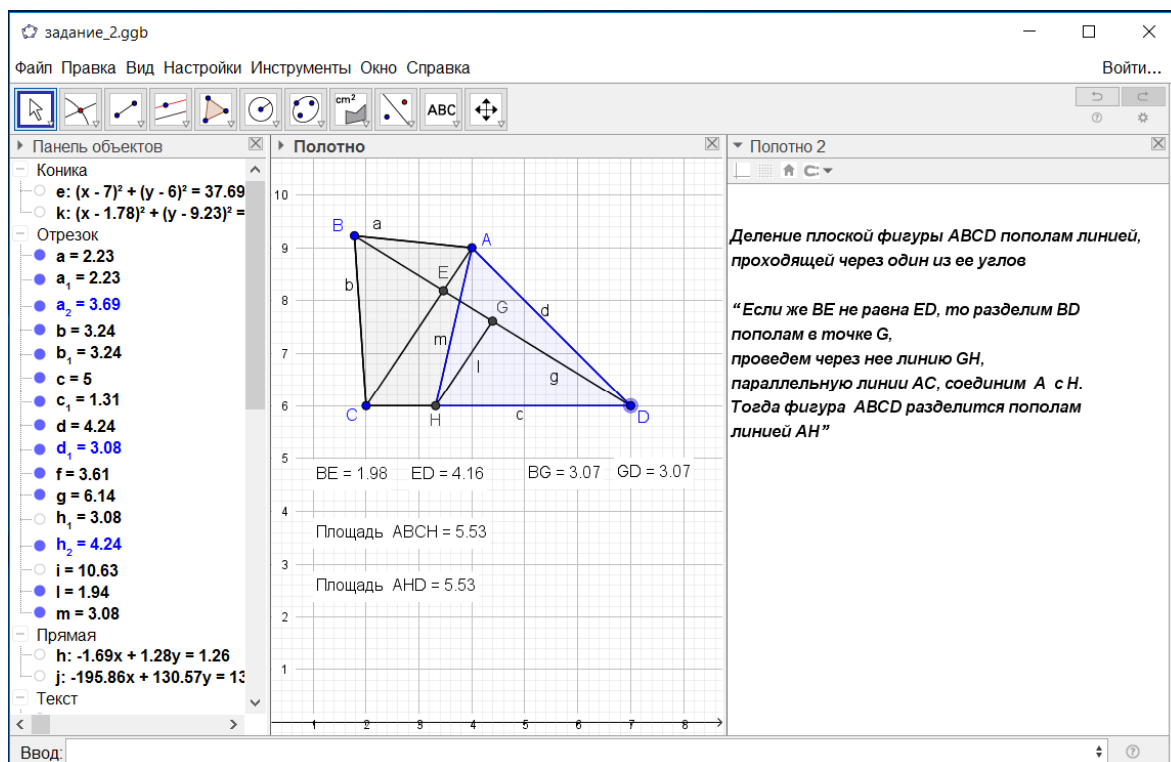 задание_2.ggb
Файл Правка Вид Настройки Инструменты Окно Справка
Войти...
cm²
ABC
Панель объектов
Коника
e: (x - 7)² + (y - 6)² = 37.69
k: (x - 1.78)² + (y - 9.23)² =
Отрезок
a = 2.23
a₁ = 2.23
a₂ = 3.69
b = 3.24
b₁ = 3.24
c = 5
c₁ = 1.31
d = 4.24
d₁ = 3.08
f = 3.61
g = 6.14
h₁ = 3.08
h₂ = 4.24
i = 10.63
l = 1.94
m = 3.08
Прямая
h: -1.69x + 1.28y = 1.26
j: -195.86x + 130.57y = 13
Текст
Полотно
10
9
8
7
6
5
4
3
2
1
1 2 3 4 5 6 7 8
B a A
E
b
G
d
m
l
g
C H c D
BE = 1.98 ED = 4.16 BG = 3.07 GD = 3.07
Площадь ABCH = 5.53
Площадь AHD = 5.53
Полотно 2
Деление плоской фигуры ABCD пополам линией,
проходящей через один из ее углов
“Если же BE не равна ED, то разделим BD
пополам в точке G,
проведем через нее линию GH,
параллельную линии AC, соединим A с H.
Тогда фигура ABCD разделится пополам
линией AH”
Ввод: